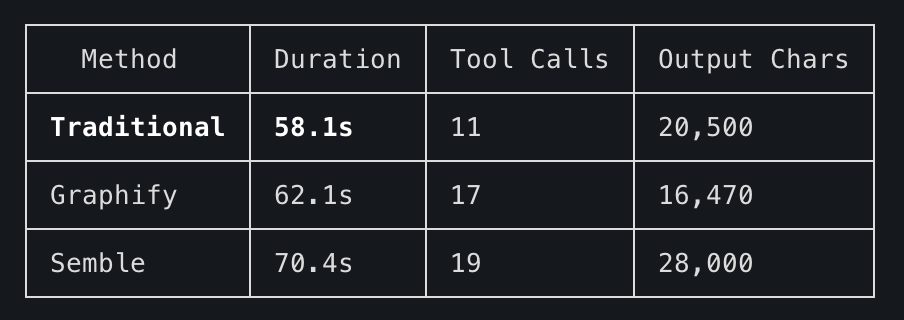 Method Duration Tool Calls Output Chars
Traditional 58.1s 11 20,500
Graphify 62.1s 17 16,470
Semble 70.4s 19 28,000